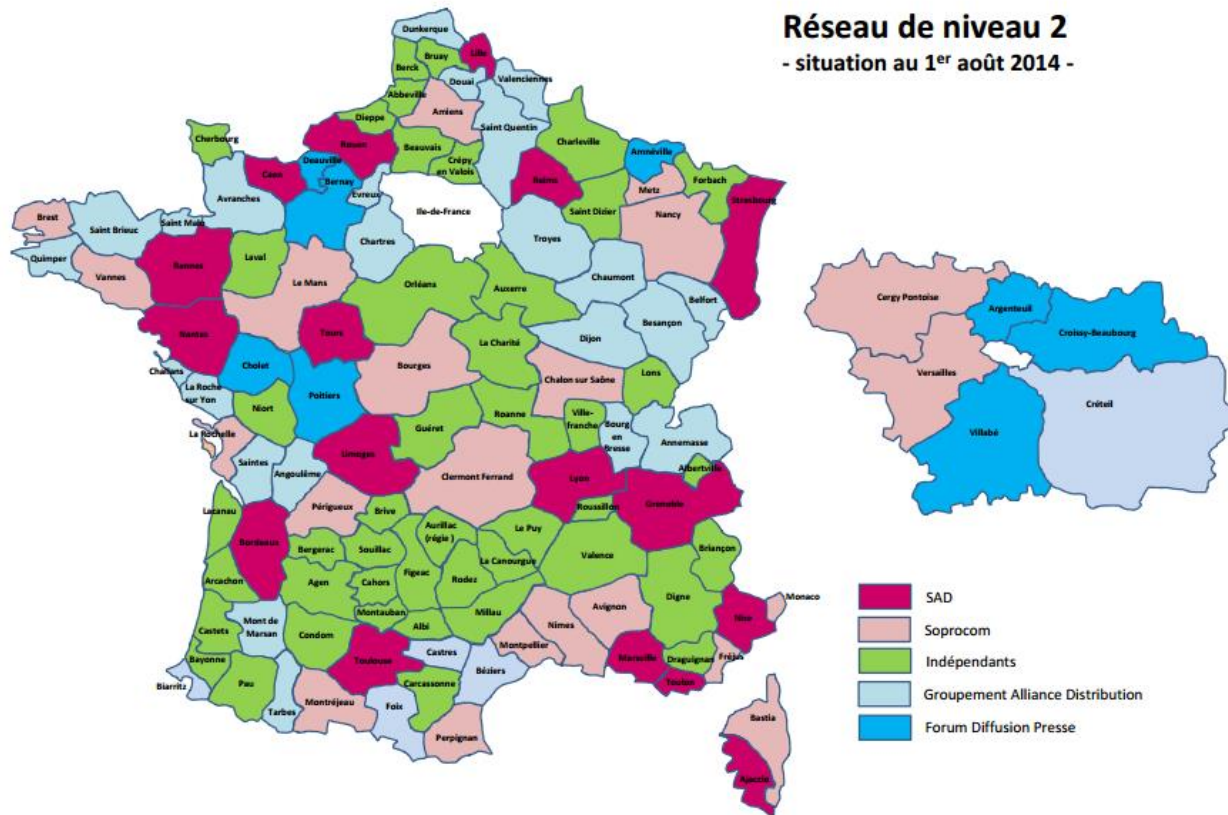 Réseau de niveau 2
- situation au 1er août 2014 -
Dunkerque
Lille
Bruay
Berck
Valenciennes
Douai
Abbeville
Amiens
Dieppe
Saint Quentin
Charleville
Cherbourg
Rouen
Beauvais
Crépy
en Valois
Amnéville
Deauville
Caen
Bernay
Reims
Metz
Forbach
Evreux
Avranches
Ile-de-France
Saint Dizier
Nancy
Strasbourg
Brest
Saint Brieuc
Saint Malo
Chartres
Troyes
Quimper
Vannes
Rennes
Laval
Le Mans
Chaumont
Orléans
Auxerre
Belfort
Besançon
Nantes
Tours
La Charité
Dijon
Challans
Cholet
Bourges
Chalon sur Saône
Lons
La Roche
sur Yon
Poitiers
Niort
Guéret
Roanne
Ville-
franche
Bourg
en
Bresse
Annemasse
La Rochelle
Saintes
Angoulême
Limoges
Clermont Ferrand
Lyon
Albertville
Périgueux
Brive
Roussillon
Grenoble
Lacanau
Bordeaux
Bergerac
Souillac
Aurillac
(régie )
Le Puy
La Canourgue
Valence
Briançon
Arcachon
Agen
Cahors
Figeac
Rodez
Digne
Montauban
Millau
Avignon
Nimes
Castets
Mont de
Marsan
Condom
Albi
Montpellier
Nice
Monaco
Bayonne
Toulouse
Castres
Marseille
Draguignan
Fréjus
Biarritz
Pau
Béziers
Carcassonne
Toulon
Tarbes
Montréjeau
Foix
Perpignan
Bastia
Ajaccio
Cergy Pontoise
Argenteuil
Croissy-Beaubourg
Versailles
Créteil
Villabé
SAD
Soprocom
Indépendants
Groupement Alliance Distribution
Forum Diffusion Presse